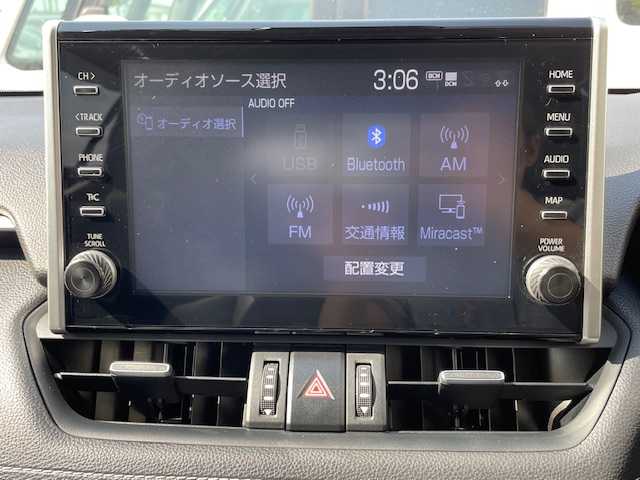 オーディオソース選択
3:06
DCM
DCM
AUDIO OFF
オーディオ選択
USB
Bluetooth
AM
FM
交通情報
Miracast™
配置変更
CH >
< TRACK
PHONE
T/C
TUNE
SCROLL
HOME
MENU
AUDIO
MAP
POWER
VOLUME